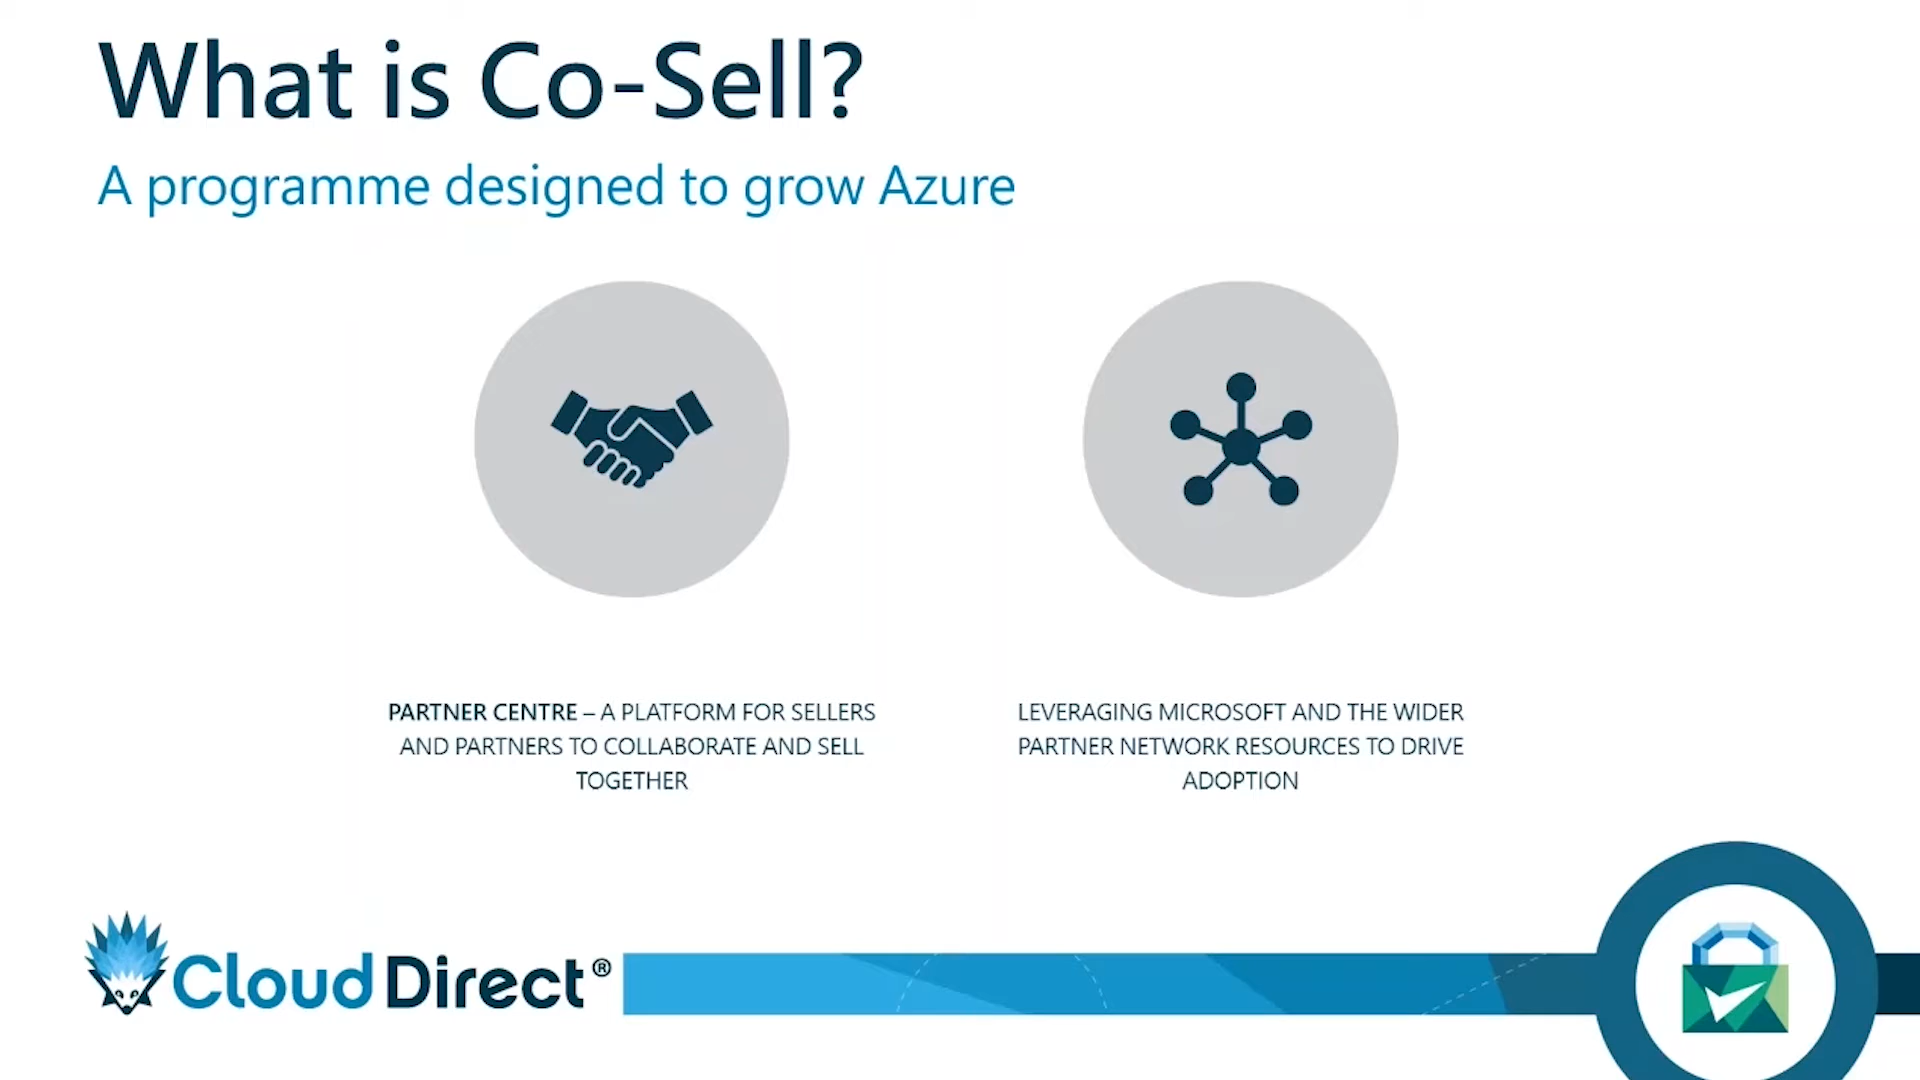 What is Co-Sell?
A programme designed to grow Azure
PARTNER CENTRE – A PLATFORM FOR SELLERS
AND PARTNERS TO COLLABORATE AND SELL
TOGETHER
LEVERAGING MICROSOFT AND THE WIDER
PARTNER NETWORK RESOURCES TO DRIVE
ADOPTION
Cloud Direct®